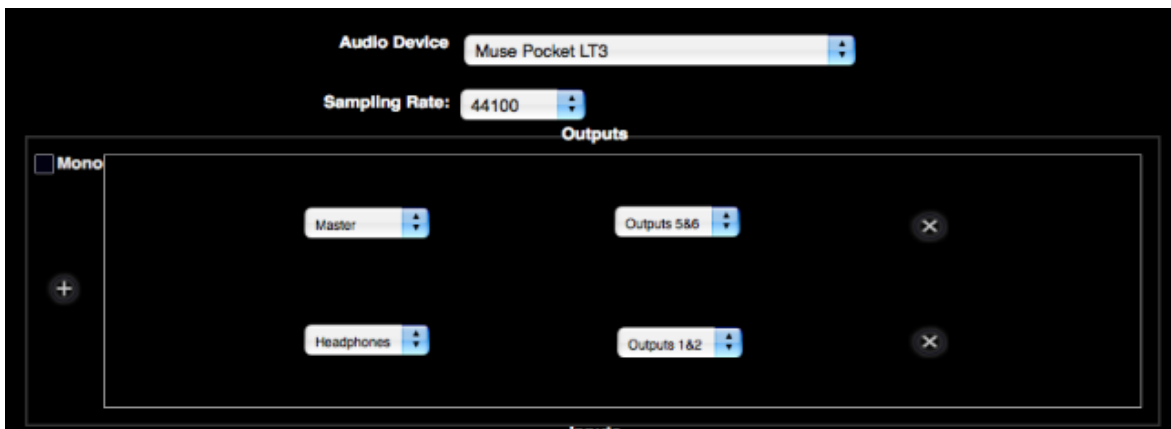 Audio Device Muse Pocket LT3
Sampling Rate: 44100
Outputs
Mono
Master Outputs 5&6
Headphones Outputs 1&2